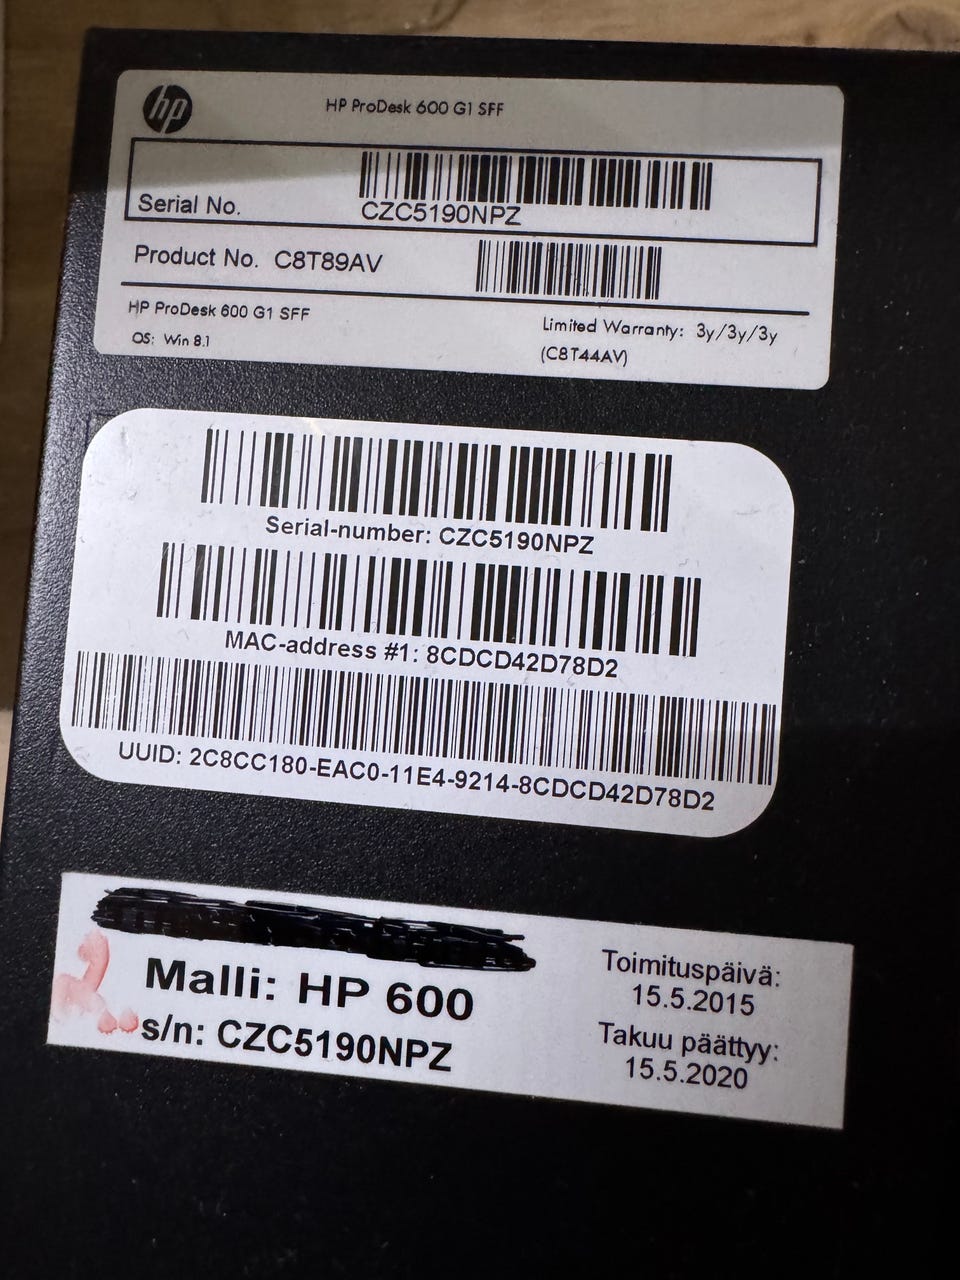 hp
HP ProDesk 600 G1 SFF
Serial No.
CZC5190NPZ
Product No. C8T89AV
HP ProDesk 600 G1 SFF
OS: Win 8.1
Limited Warranty: 3y/3y/3y
(C8T44AV)
Serial-number: CZC5190NPZ
MAC-address #1: 8CDCD42D78D2
UUID: 2C8CC180-EAC0-11E4-9214-8CDCD42D78D2
Malli: HP 600
s/n: CZC5190NPZ
Toimituspäivä:
15.5.2015
Takuu päättyy:
15.5.2020